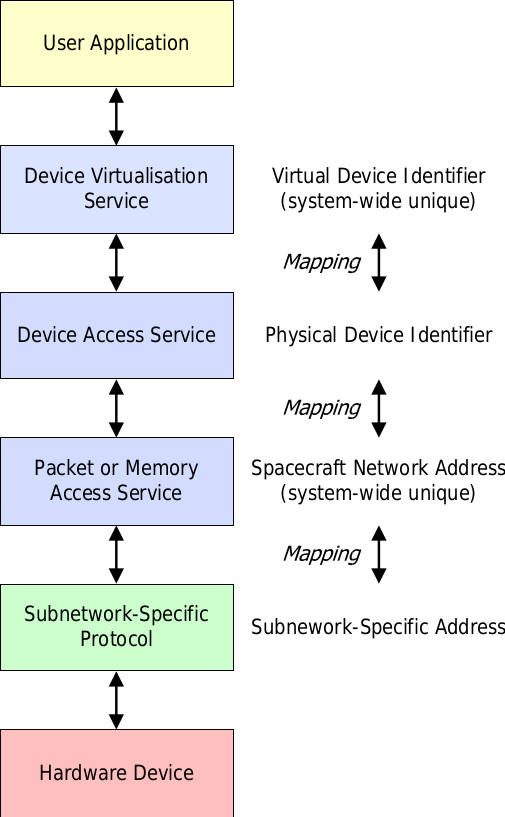 User Application
Device Virtualisation
Service
Virtual Device Identifier
(system-wide unique)
Mapping
Device Access Service
Physical Device Identifier
Mapping
Packet or Memory
Access Service
Spacecraft Network Address
(system-wide unique)
Mapping
Subnetwork-Specific
Protocol
Subnework-Specific Address
Hardware Device